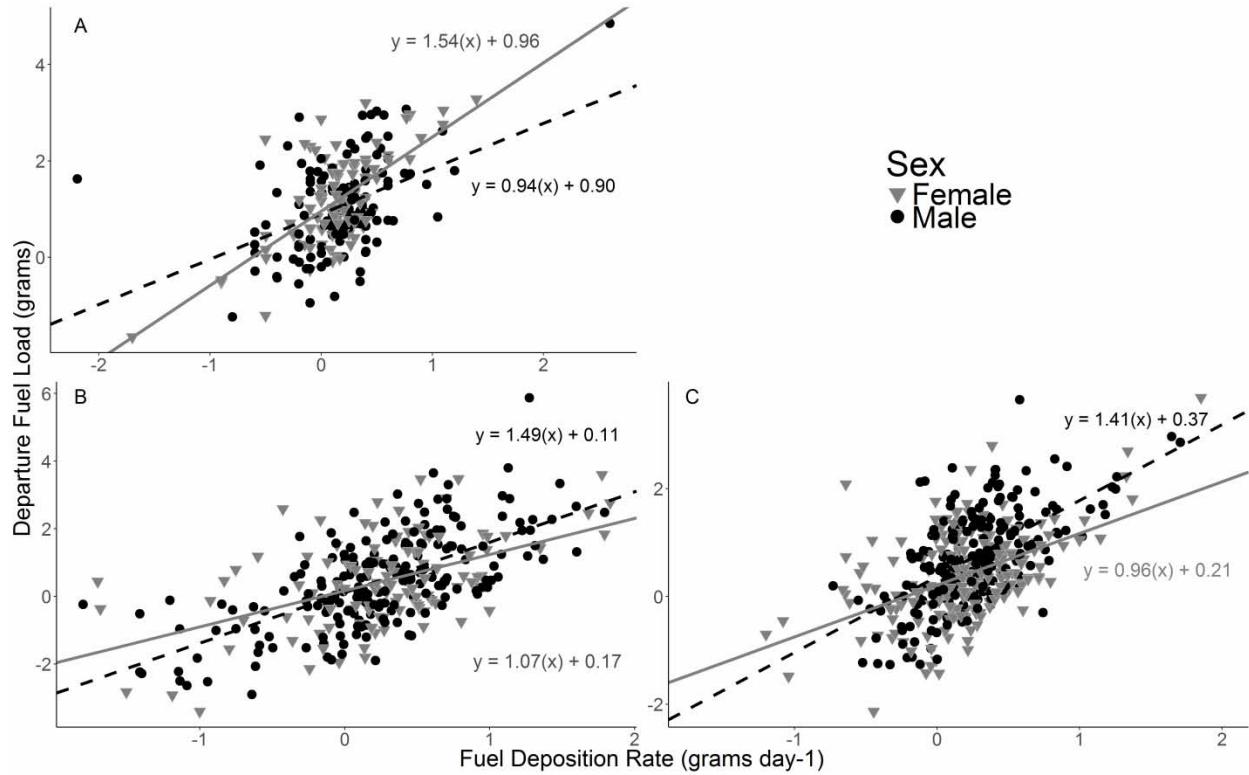 A
y = 1.54(x) + 0.96
y = 0.94(x) + 0.90
4
2
0
-2
-1
0
1
2
Sex
Female
Male
Departure Fuel Load (grams)
B
y = 1.49(x) + 0.11
y = 1.07(x) + 0.17
6
4
2
0
-2
-1
0
1
2
C
y = 1.41(x) + 0.37
y = 0.96(x) + 0.21
2
0
-2
-1
0
1
2
Fuel Deposition Rate (grams day-1)